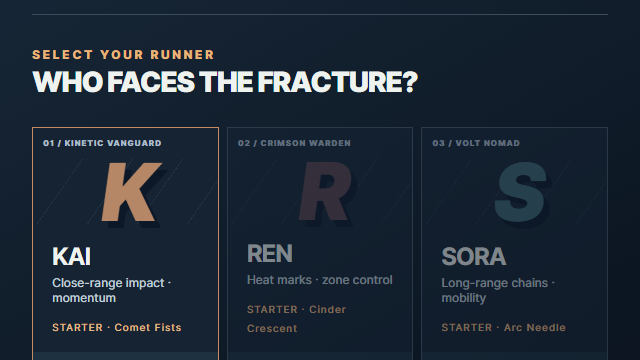 SELECT YOUR RUNNER
WHO FACES THE FRACTURE?
01 / KINETIC VANGUARD
K
KAI
Close-range impact ·
momentum
STARTER · Comet Fists
02 / CRIMSON WARDEN
R
REN
Heat marks · zone control
STARTER · Cinder
Crescent
03 / VOLT NOMAD
S
SORA
Long-range chains ·
mobility
STARTER · Arc Needle